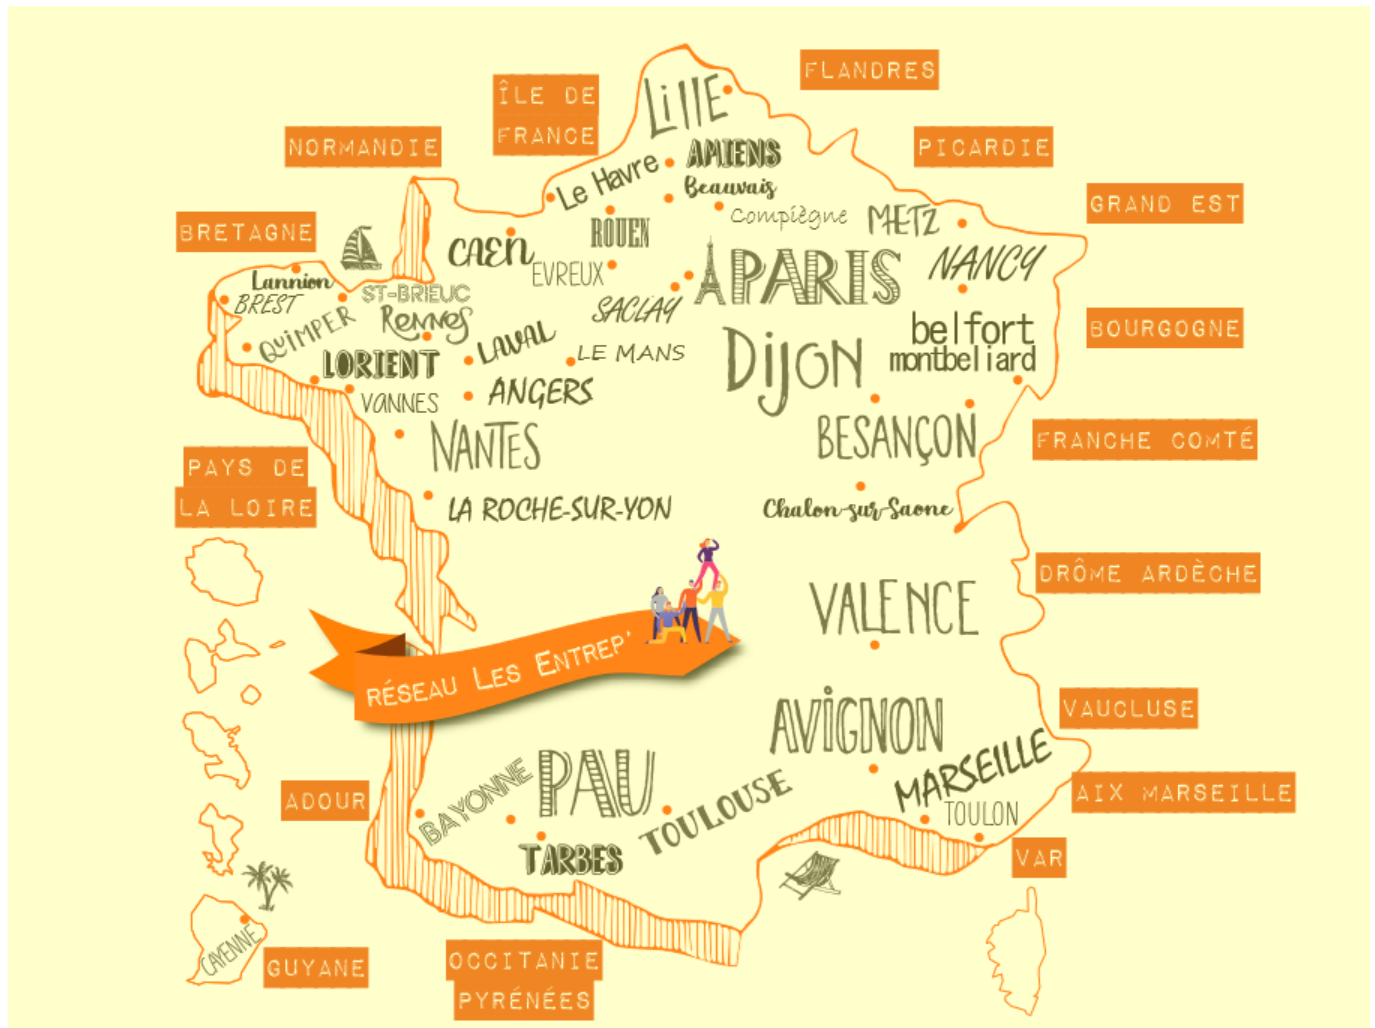 FLANDRES
ÎLE DE
FRANCE
LiLLE
NORMANDIE
PICARDIE
AMIENS
Le Havre
Beauvais
GRAND EST
Compiègne
METZ
BRETAGNE
ROUEN
CAEN
NANCY
EVREUX
PARIS
Lannion
BREST
ST-BRIEUC
SACLAY
QUIMPER
RENNES
belfort
BOURGOGNE
LAVAL
LE MANS
DIJON
montbeliard
LORIENT
ANGERS
VANNES
NANTES
BESANÇON
FRANCHE COMTÉ
PAYS DE
LA LOIRE
LA ROCHE-SUR-YON
Chalon-sur-Saone
DRÔME ARDÈCHE
VALENCE
RÉSEAU LES ENTREP'
VAUCLUSE
AVIGNON
MARSEILLE
PAU
BAYONNE
TOULOUSE
ADOUR
AIX MARSEILLE
TOULON
TARBES
VAR
CAYENNE
GUYANE
OCCITANIE
PYRÉNÉES